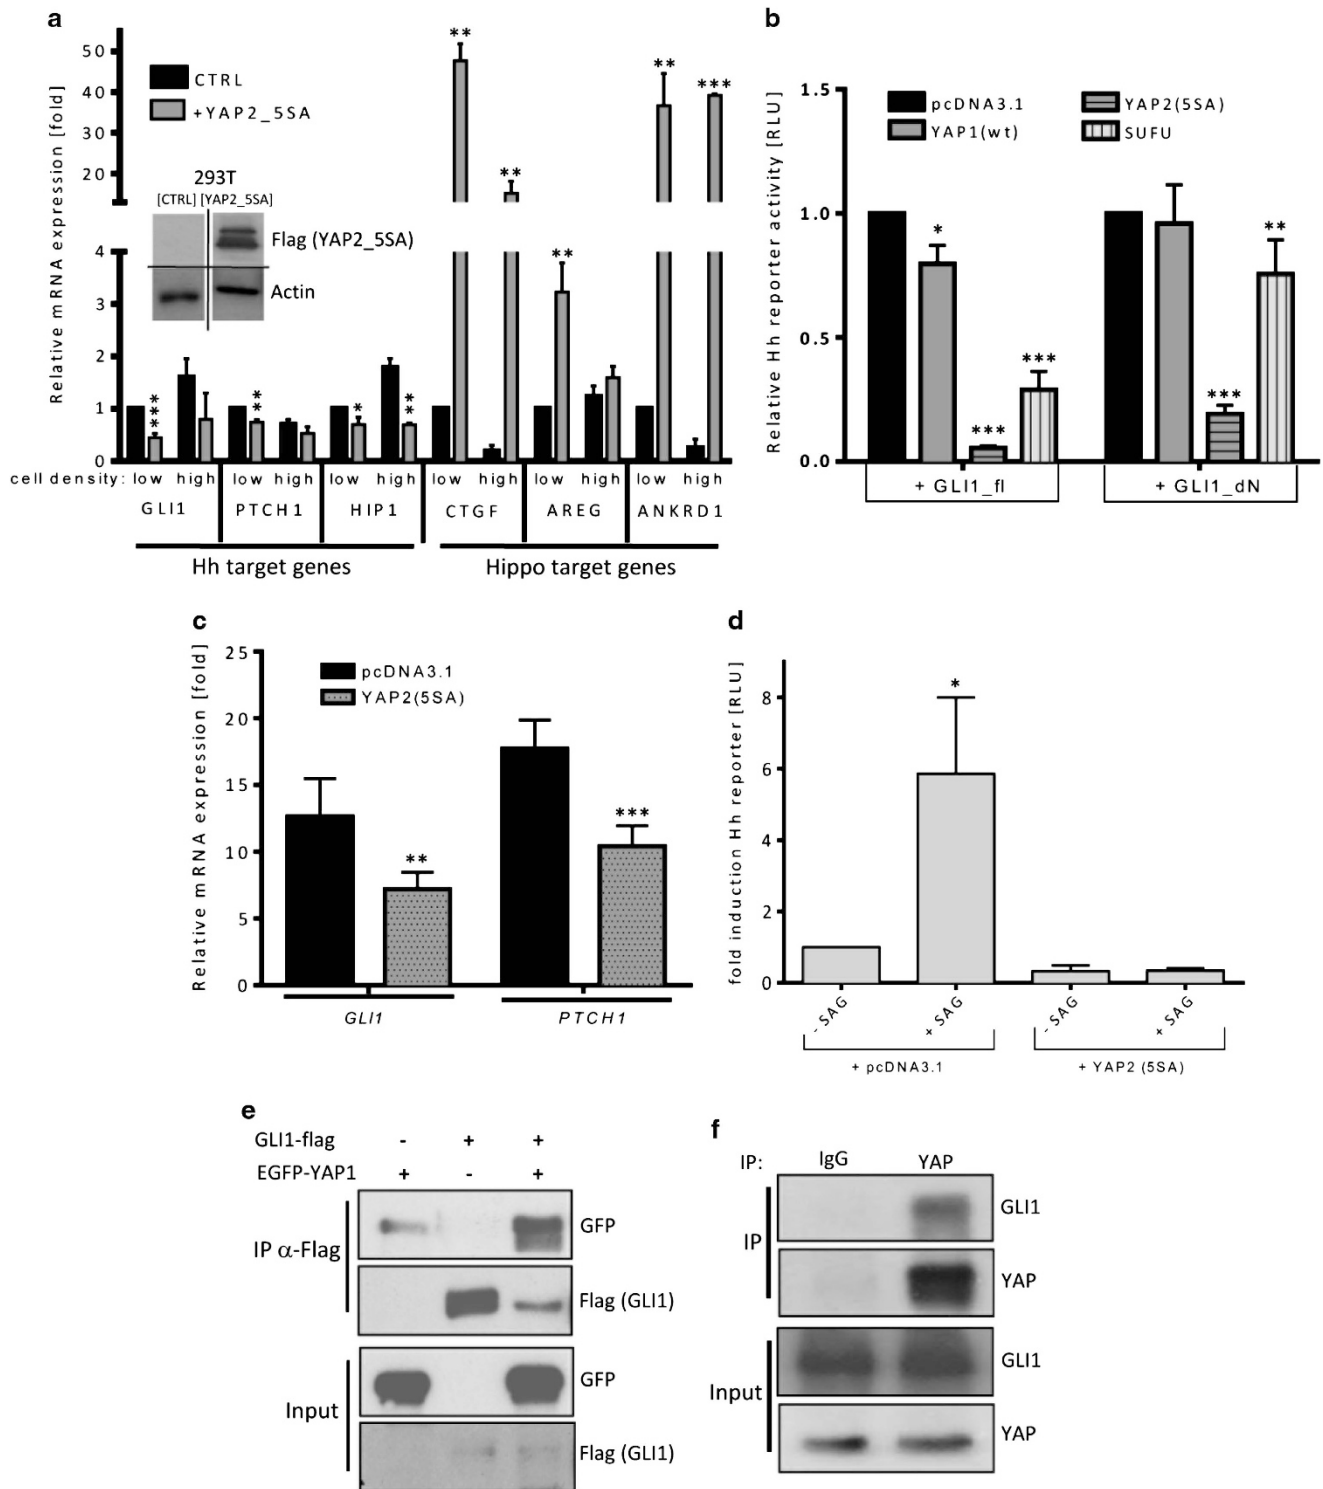 a
Relative mRNA expression [fold]
50
40
30
20
4
3
2
1
0
CTRL
+YAP2_5SA
293T
[CTRL] [YAP2_5SA]
Flag (YAP2_5SA)
Actin
*** ** * ** ** ** ** ** ***
cell density: low high low high low high low high low high low high
GLI1 PTCH1 HIP1 CTGF AREG ANKRD1
Hh target genes
Hippo target genes
b
Relative Hh reporter activity [RLU]
1.5
1.0
0.5
0.0
pcDNA3.1
YAP1(wt)
YAP2(5SA)
SUFU
* *** *** *** **
+ GLI1_fl
+ GLI1_dN
c
Relative mRNA expression [fold]
25
20
15
10
5
0
pcDNA3.1
YAP2(5SA)
** ***
GLI1
PTCH1
d
fold induction Hh reporter [RLU]
8
6
4
2
0
*
- SAG + SAG - SAG + SAG
+ pcDNA3.1
+ YAP2 (5SA)
e
GLI1-flag - + +
EGFP-YAP1 + - +
IP α-Flag
GFP
Flag (GLI1)
Input
GFP
Flag (GLI1)
f
IP: IgG YAP
IP
GLI1
YAP
Input
GLI1
YAP